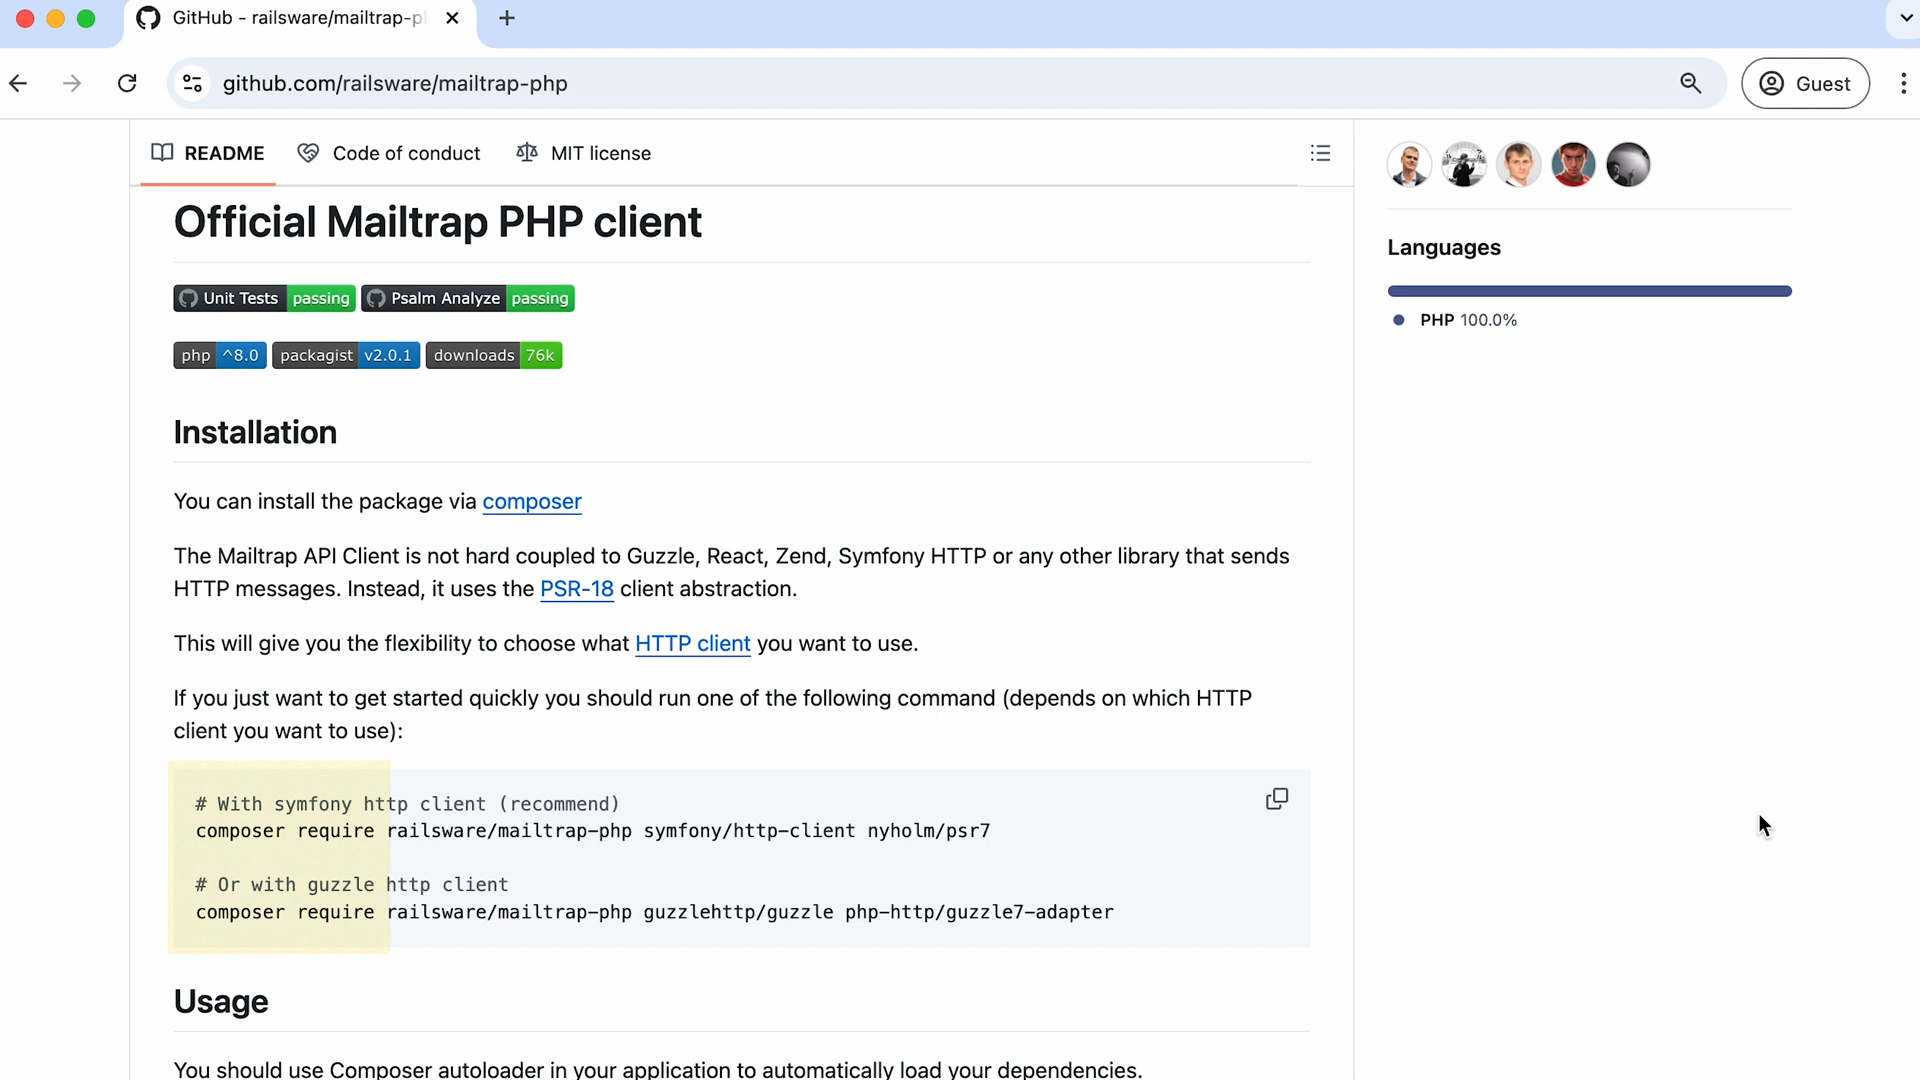 GitHub - railsware/mailtrap-p
github.com/railsware/mailtrap-php
Guest
README
Code of conduct
MIT license
Official Mailtrap PHP client
Unit Tests passing
Psalm Analyze passing
php ^8.0
packagist v2.0.1
downloads 76k
Installation
You can install the package via composer
The Mailtrap API Client is not hard coupled to Guzzle, React, Zend, Symfony HTTP or any other library that sends
HTTP messages. Instead, it uses the PSR-18 client abstraction.
This will give you the flexibility to choose what HTTP client you want to use.
If you just want to get started quickly you should run one of the following command (depends on which HTTP
client you want to use):
# With symfony http client (recommend)
composer require railsware/mailtrap-php symfony/http-client nyholm/psr7
# Or with guzzle http client
composer require railsware/mailtrap-php guzzlehttp/guzzle php-http/guzzle7-adapter
Usage
You should use Composer autoloader in your application to automatically load your dependencies.
Languages
PHP 100.0%